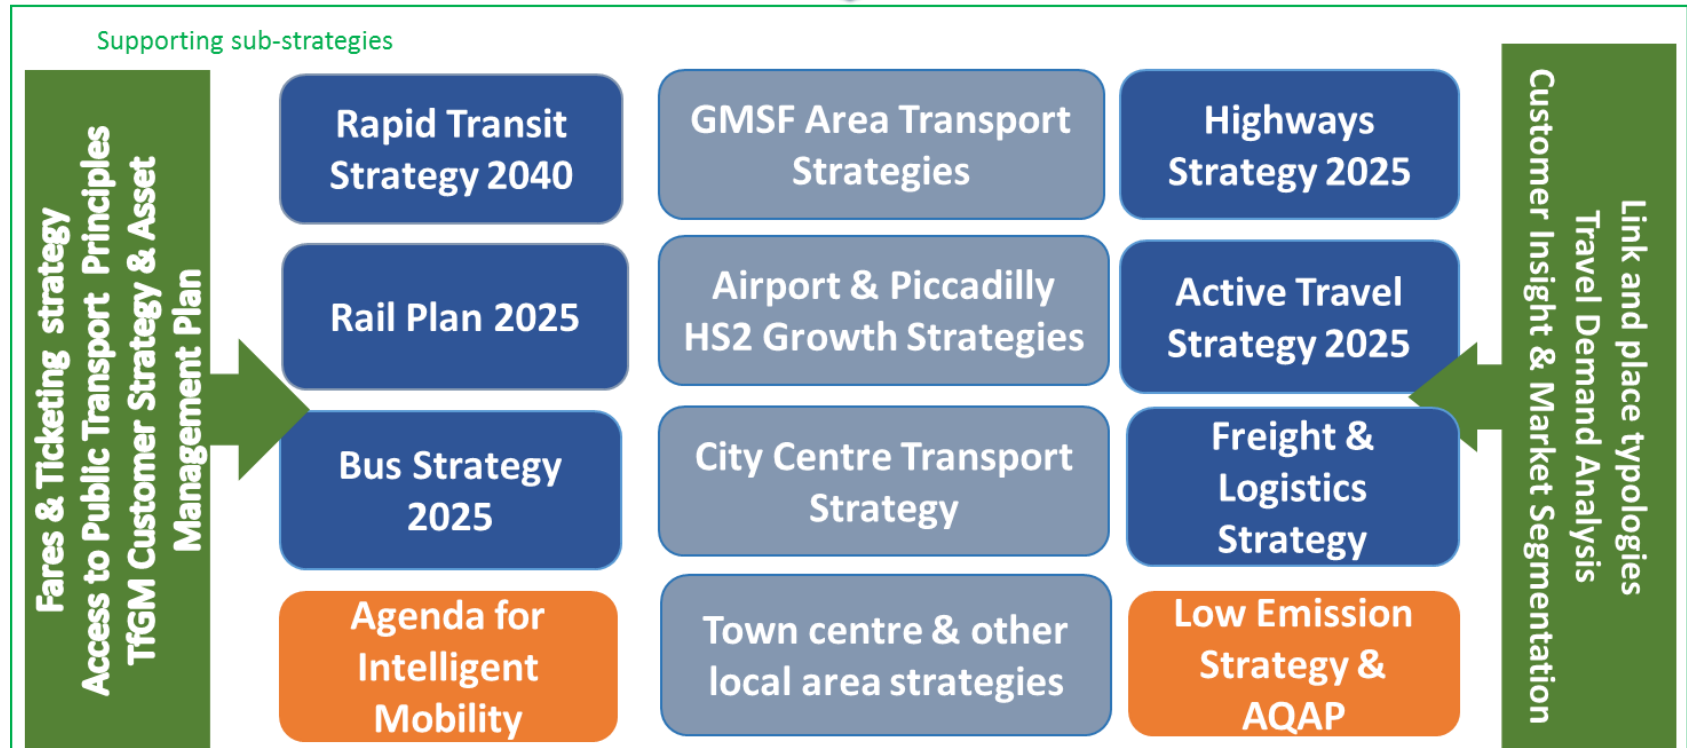 Supporting sub-strategies
Fares & Ticketing strategy
Access to Public Transport Principles
TfGM Customer Strategy & Asset
Management Plan
Rapid Transit
Strategy 2040
Rail Plan 2025
Bus Strategy
2025
Agenda for
Intelligent
Mobility
GMSF Area Transport
Strategies
Airport & Piccadilly
HS2 Growth Strategies
City Centre Transport
Strategy
Town centre & other
local area strategies
Highways
Strategy 2025
Active Travel
Strategy 2025
Freight &
Logistics
Strategy
Low Emission
Strategy &
AQAP
Link and place typologies
Travel Demand Analysis
Customer Insight & Market Segmentation